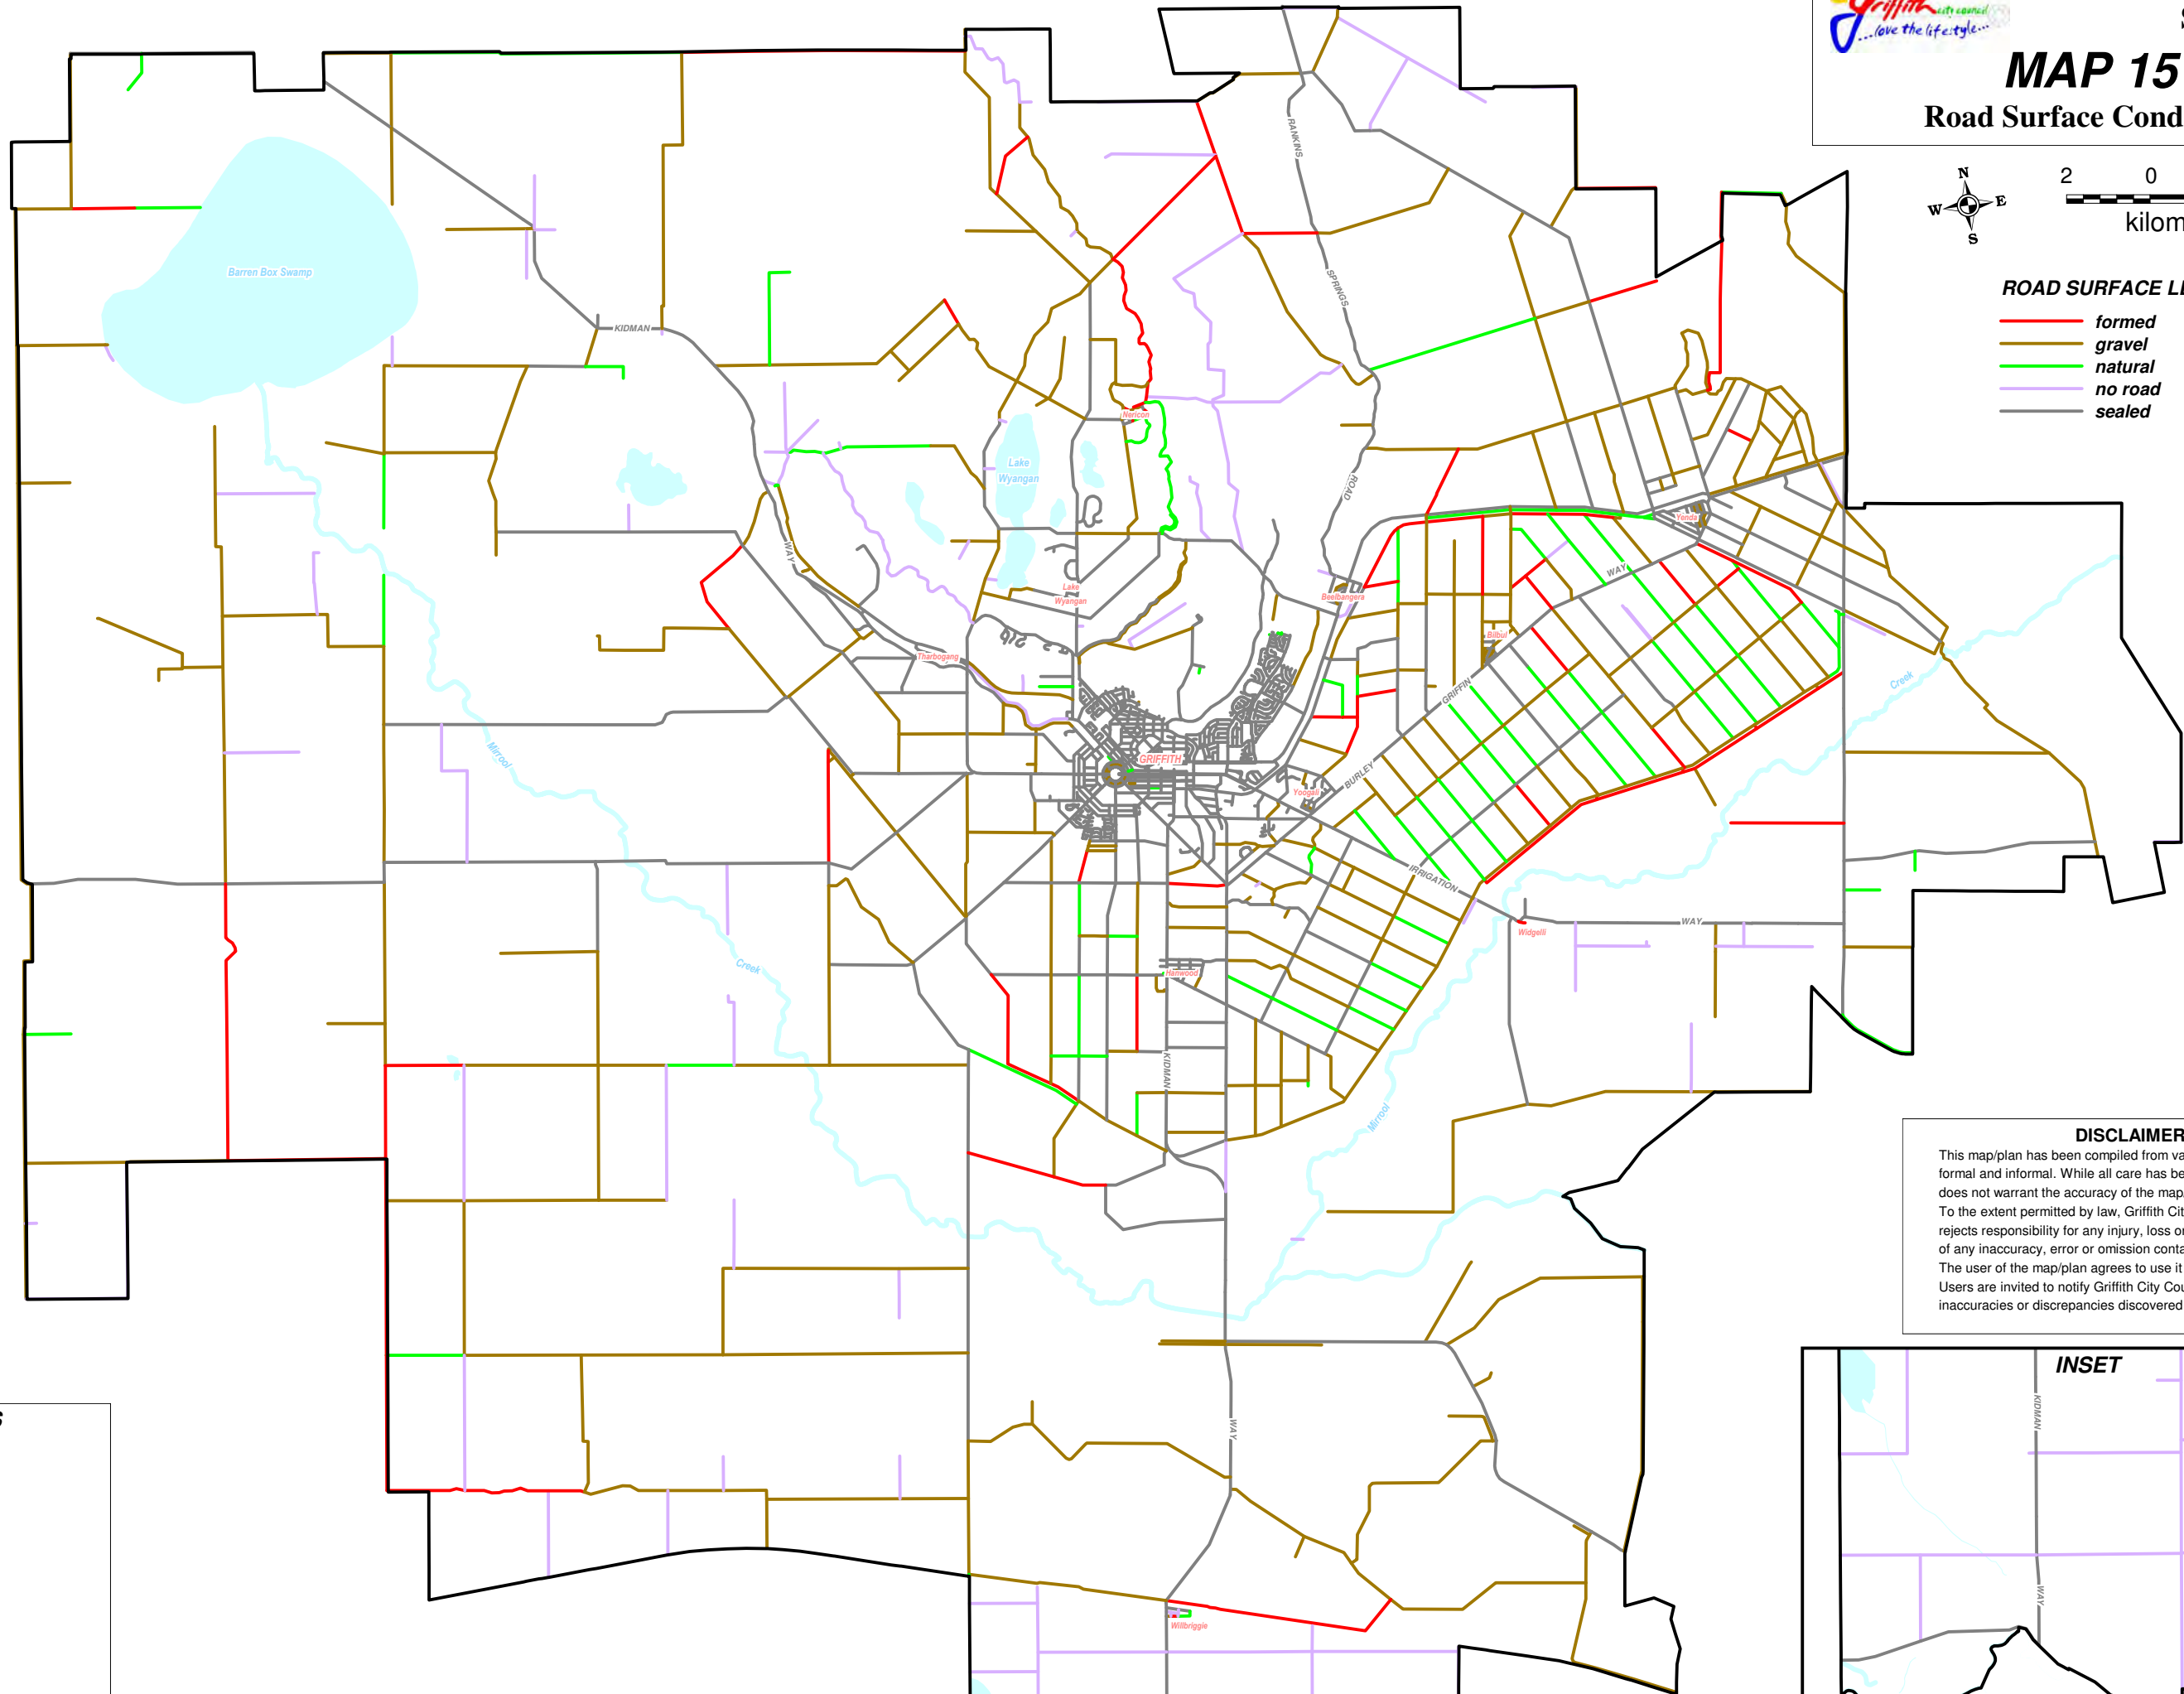 Griffith city council
...love the lifestyle...
S
MAP 15
Road Surface Cond
N
W E
S
2 0
kilom
ROAD SURFACE LE
formed
gravel
natural
no road
sealed
RANKINS
SPRINGS
ROAD
Barren Box Swamp
KIDMAN
WAY
Nericon
Lake
Wyangan
Lake
Wyangan
Yenda
WAY
Beelbangera
Bilbul
Tharbogang
GRIFFIN
Creek
Mirrool
GRIFFITH
BURLEY
Yoogali
IRRIGATION
WAY
Widgelli
Creek
Hanwood
KIDMAN
Mirrool
WAY
Willbriggie
DISCLAIMER
This map/plan has been compiled from va
formal and informal. While all care has be
does not warrant the accuracy of the map
To the extent permitted by law, Griffith Cit
rejects responsibility for any injury, loss or
of any inaccuracy, error or omission conta
The user of the map/plan agrees to use it
Users are invited to notify Griffith City Cou
inaccuracies or discrepancies discovered
INSET
KIDMAN
WAY
S